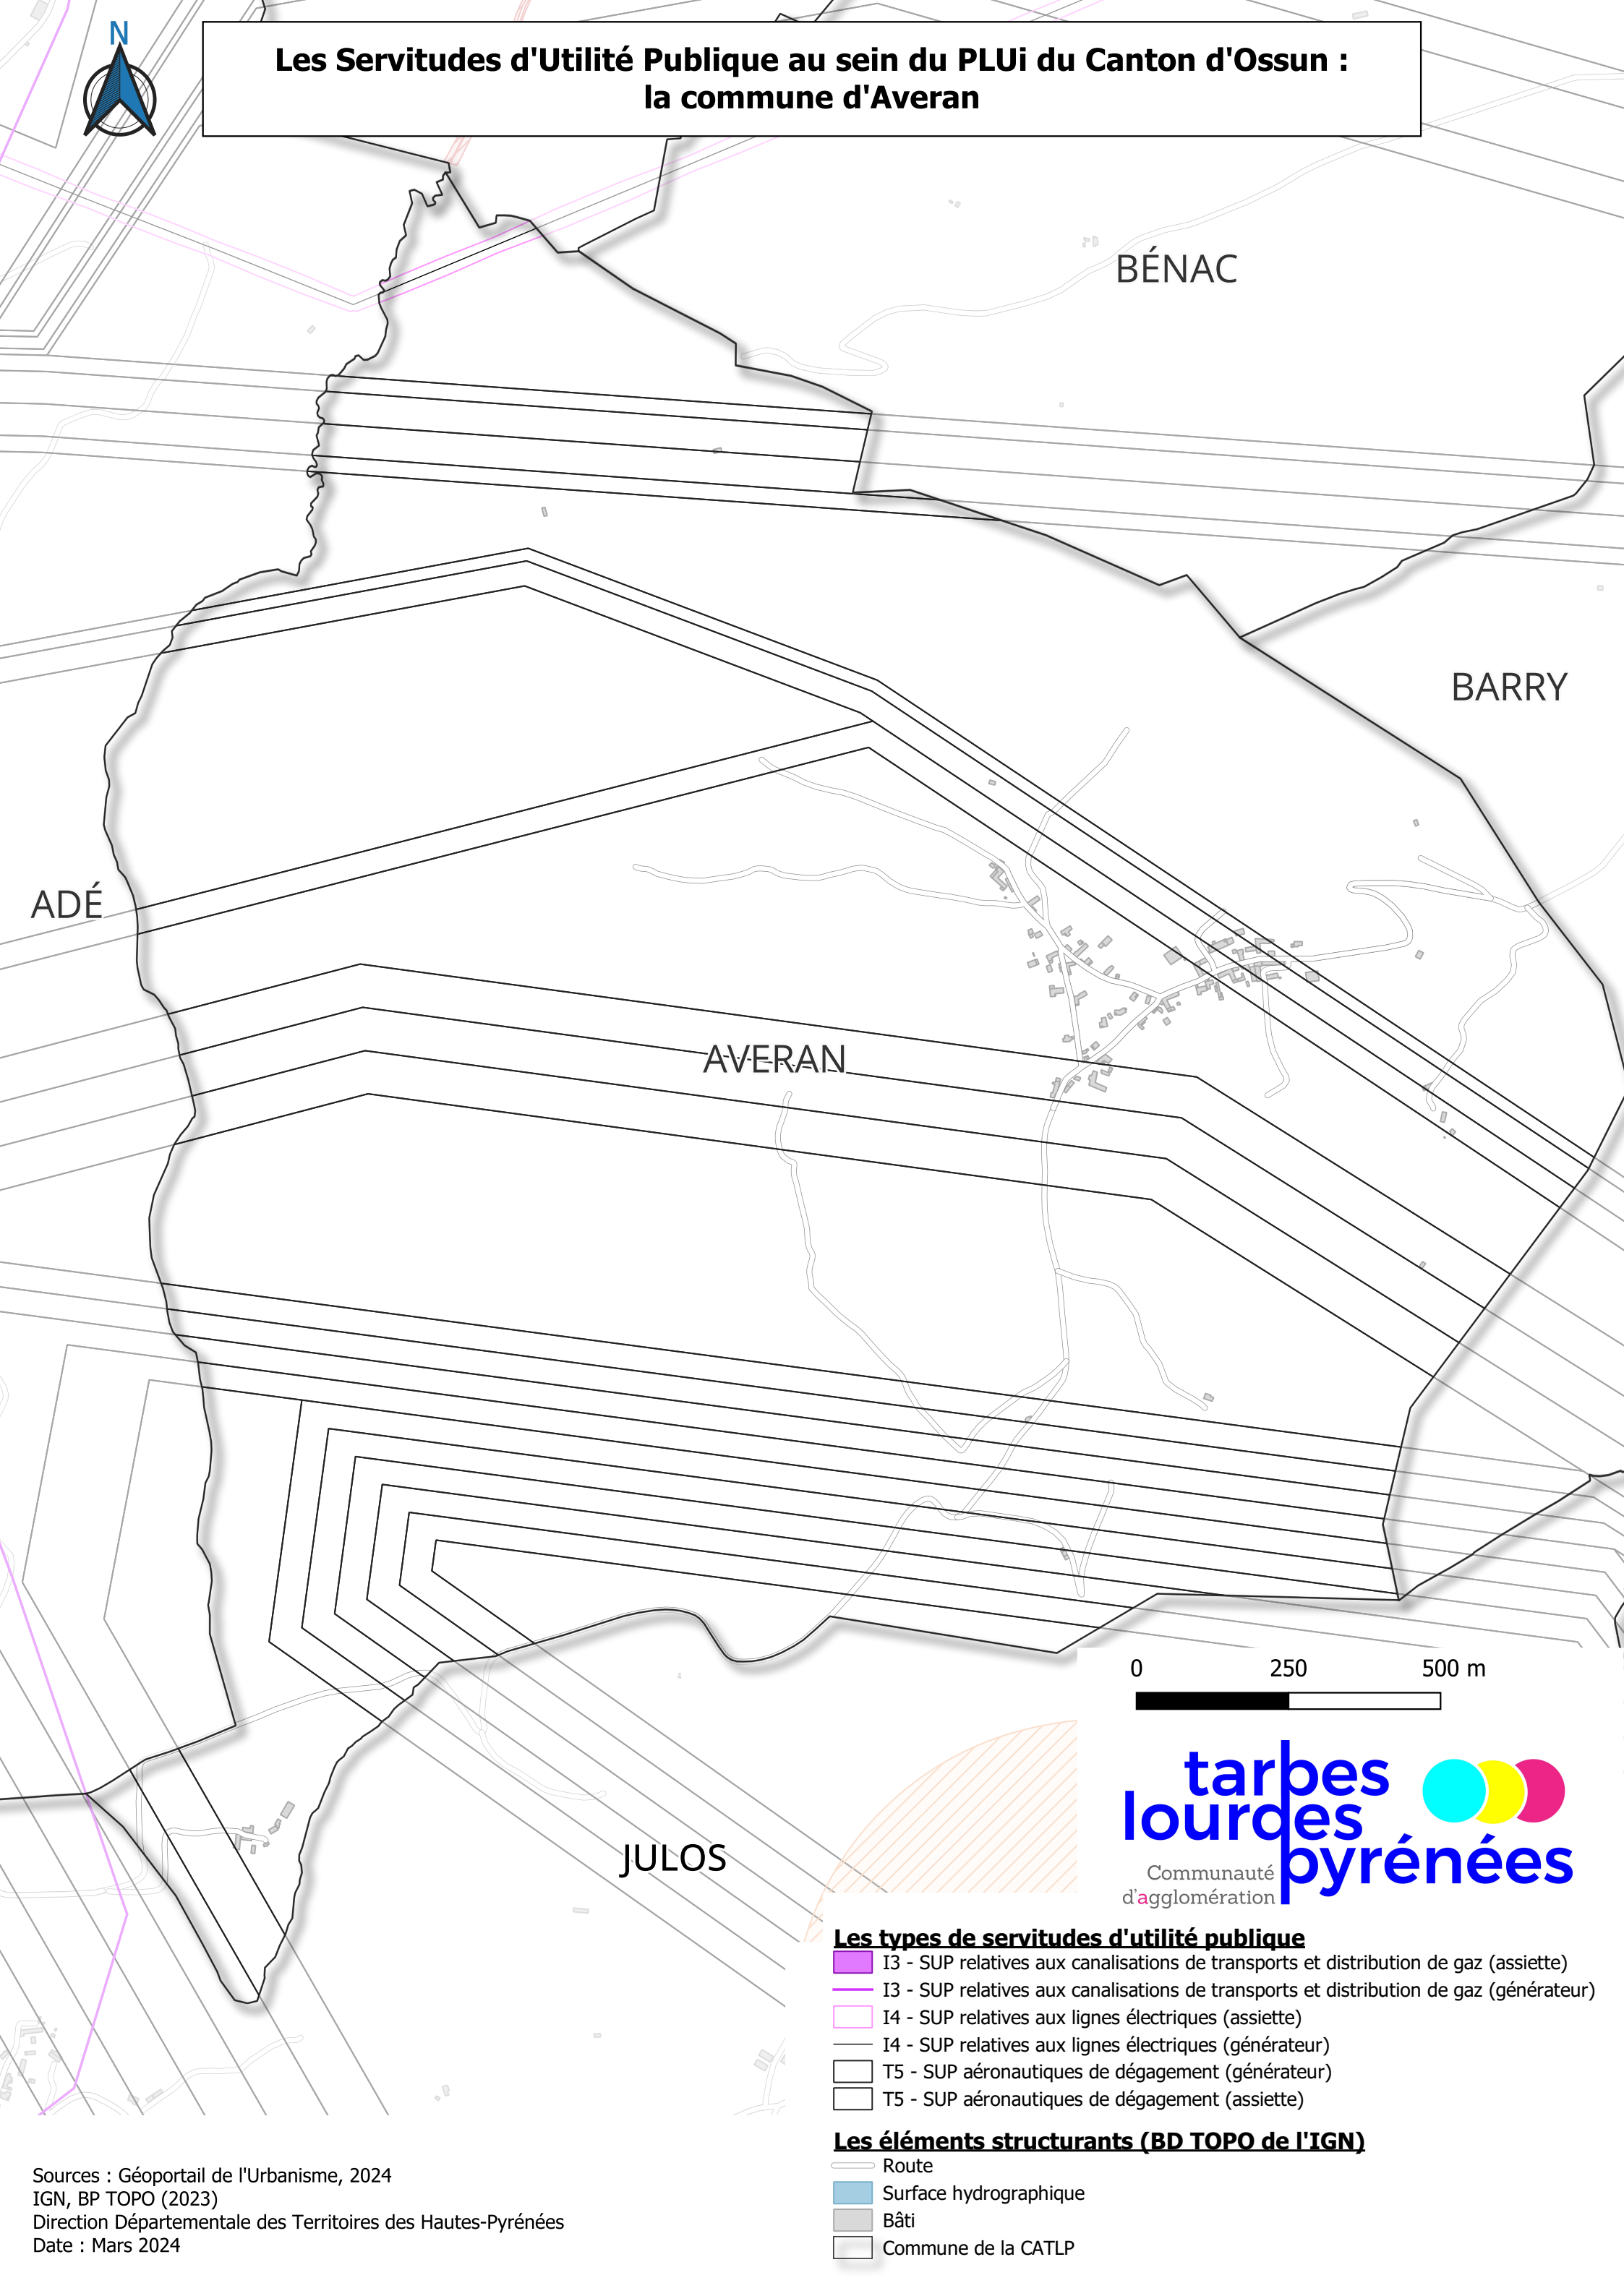 N
Les Servitudes d'Utilité Publique au sein du PLUi du Canton d'Ossun :
la commune d'Averan
BÉNAC
BARRY
ADÉ
AVERAN
JULOS
0 250 500 m
tarbes
lourdes
pyrénées
Communauté
d'agglomération
Les types de servitudes d'utilité publique
I3 - SUP relatives aux canalisations de transports et distribution de gaz (assiette)
I3 - SUP relatives aux canalisations de transports et distribution de gaz (générateur)
I4 - SUP relatives aux lignes électriques (assiette)
I4 - SUP relatives aux lignes électriques (générateur)
T5 - SUP aéronautiques de dégagement (générateur)
T5 - SUP aéronautiques de dégagement (assiette)
Les éléments structurants (BD TOPO de l'IGN)
Route
Surface hydrographique
Bâti
Commune de la CATLP
Sources : Géoportail de l'Urbanisme, 2024
IGN, BP TOPO (2023)
Direction Départementale des Territoires des Hautes-Pyrénées
Date : Mars 2024